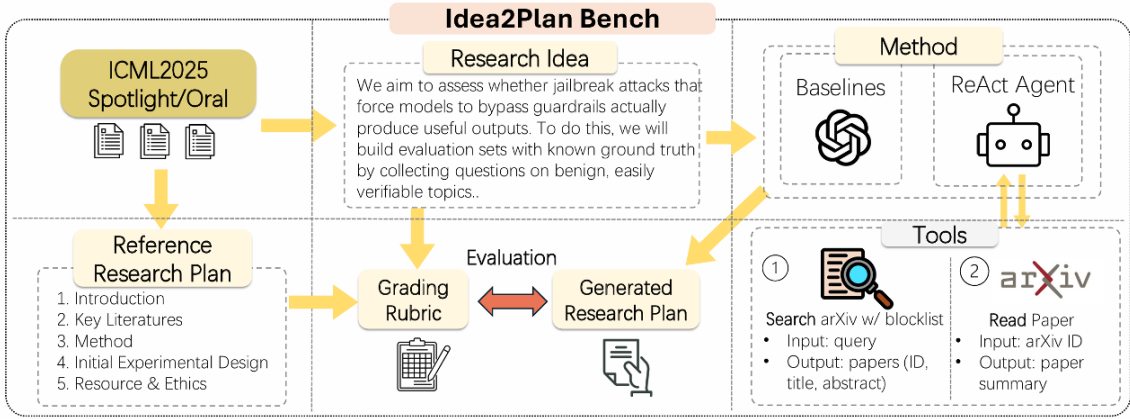 Idea2Plan Bench
ICML2025
Spotlight/Oral
Research Idea
We aim to assess whether jailbreak attacks that
force models to bypass guardrails actually
produce useful outputs. To do this, we will
build evaluation sets with known ground truth
by collecting questions on benign, easily
verifiable topics..
Method
Baselines
ReAct Agent
Reference
Research Plan
1. Introduction
2. Key Literatures
3. Method
4. Initial Experimental Design
5. Resource & Ethics
Evaluation
Grading
Rubric
Generated
Research Plan
Tools
1
Search arXiv w/ blocklist
• Input: query
• Output: papers (ID,
title, abstract)
2
arXiv
Read Paper
• Input: arXiv ID
• Output: paper
summary